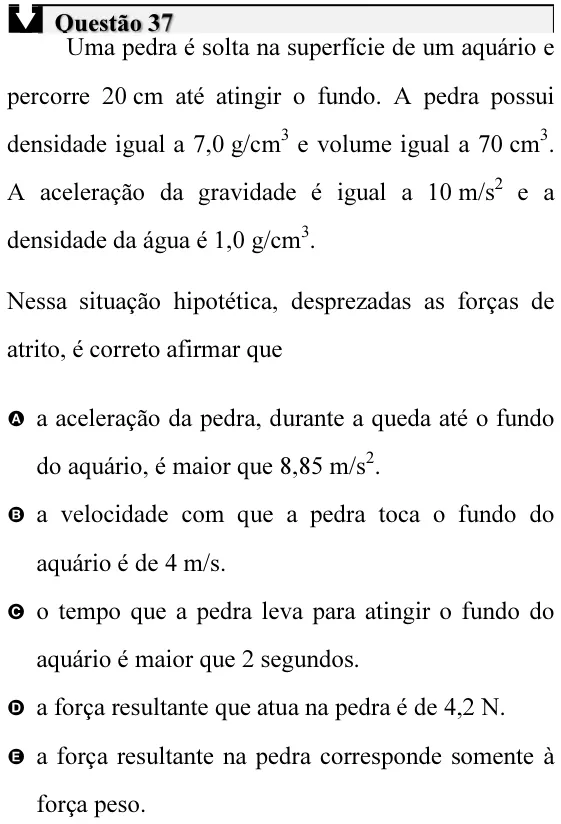 Questão 37
Uma pedra é solta na superfície de um aquário e
percorre 20 cm até atingir o fundo. A pedra possui
densidade igual a 7,0 g/cm³ e volume igual a 70 cm³.
A aceleração da gravidade é igual a 10 m/s² e a
densidade da água é 1,0 g/cm³.
Nessa situação hipotética, desprezadas as forças de
atrito, é correto afirmar que
A a aceleração da pedra, durante a queda até o fundo
do aquário, é maior que 8,85 m/s².
B a velocidade com que a pedra toca o fundo do
aquário é de 4 m/s.
C o tempo que a pedra leva para atingir o fundo do
aquário é maior que 2 segundos.
D a força resultante que atua na pedra é de 4,2 N.
E a força resultante na pedra corresponde somente à
força peso.